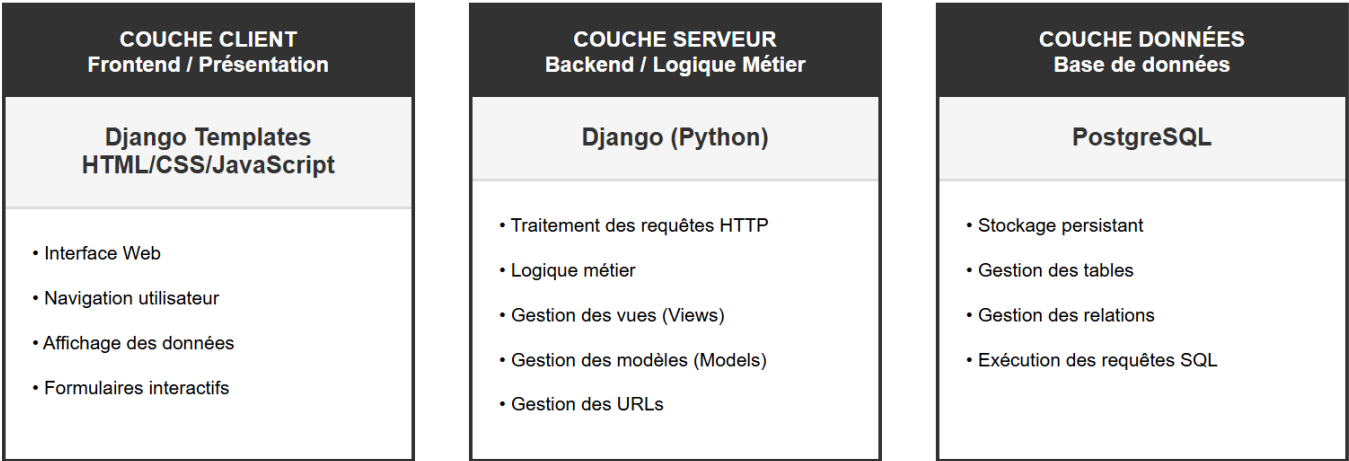 COUCHE CLIENT
Frontend / Présentation
Django Templates
HTML/CSS/JavaScript
• Interface Web
• Navigation utilisateur
• Affichage des données
• Formulaires interactifs
COUCHE SERVEUR
Backend / Logique Métier
Django (Python)
• Traitement des requêtes HTTP
• Logique métier
• Gestion des vues (Views)
• Gestion des modèles (Models)
• Gestion des URLs
COUCHE DONNÉES
Base de données
PostgreSQL
• Stockage persistant
• Gestion des tables
• Gestion des relations
• Exécution des requêtes SQL